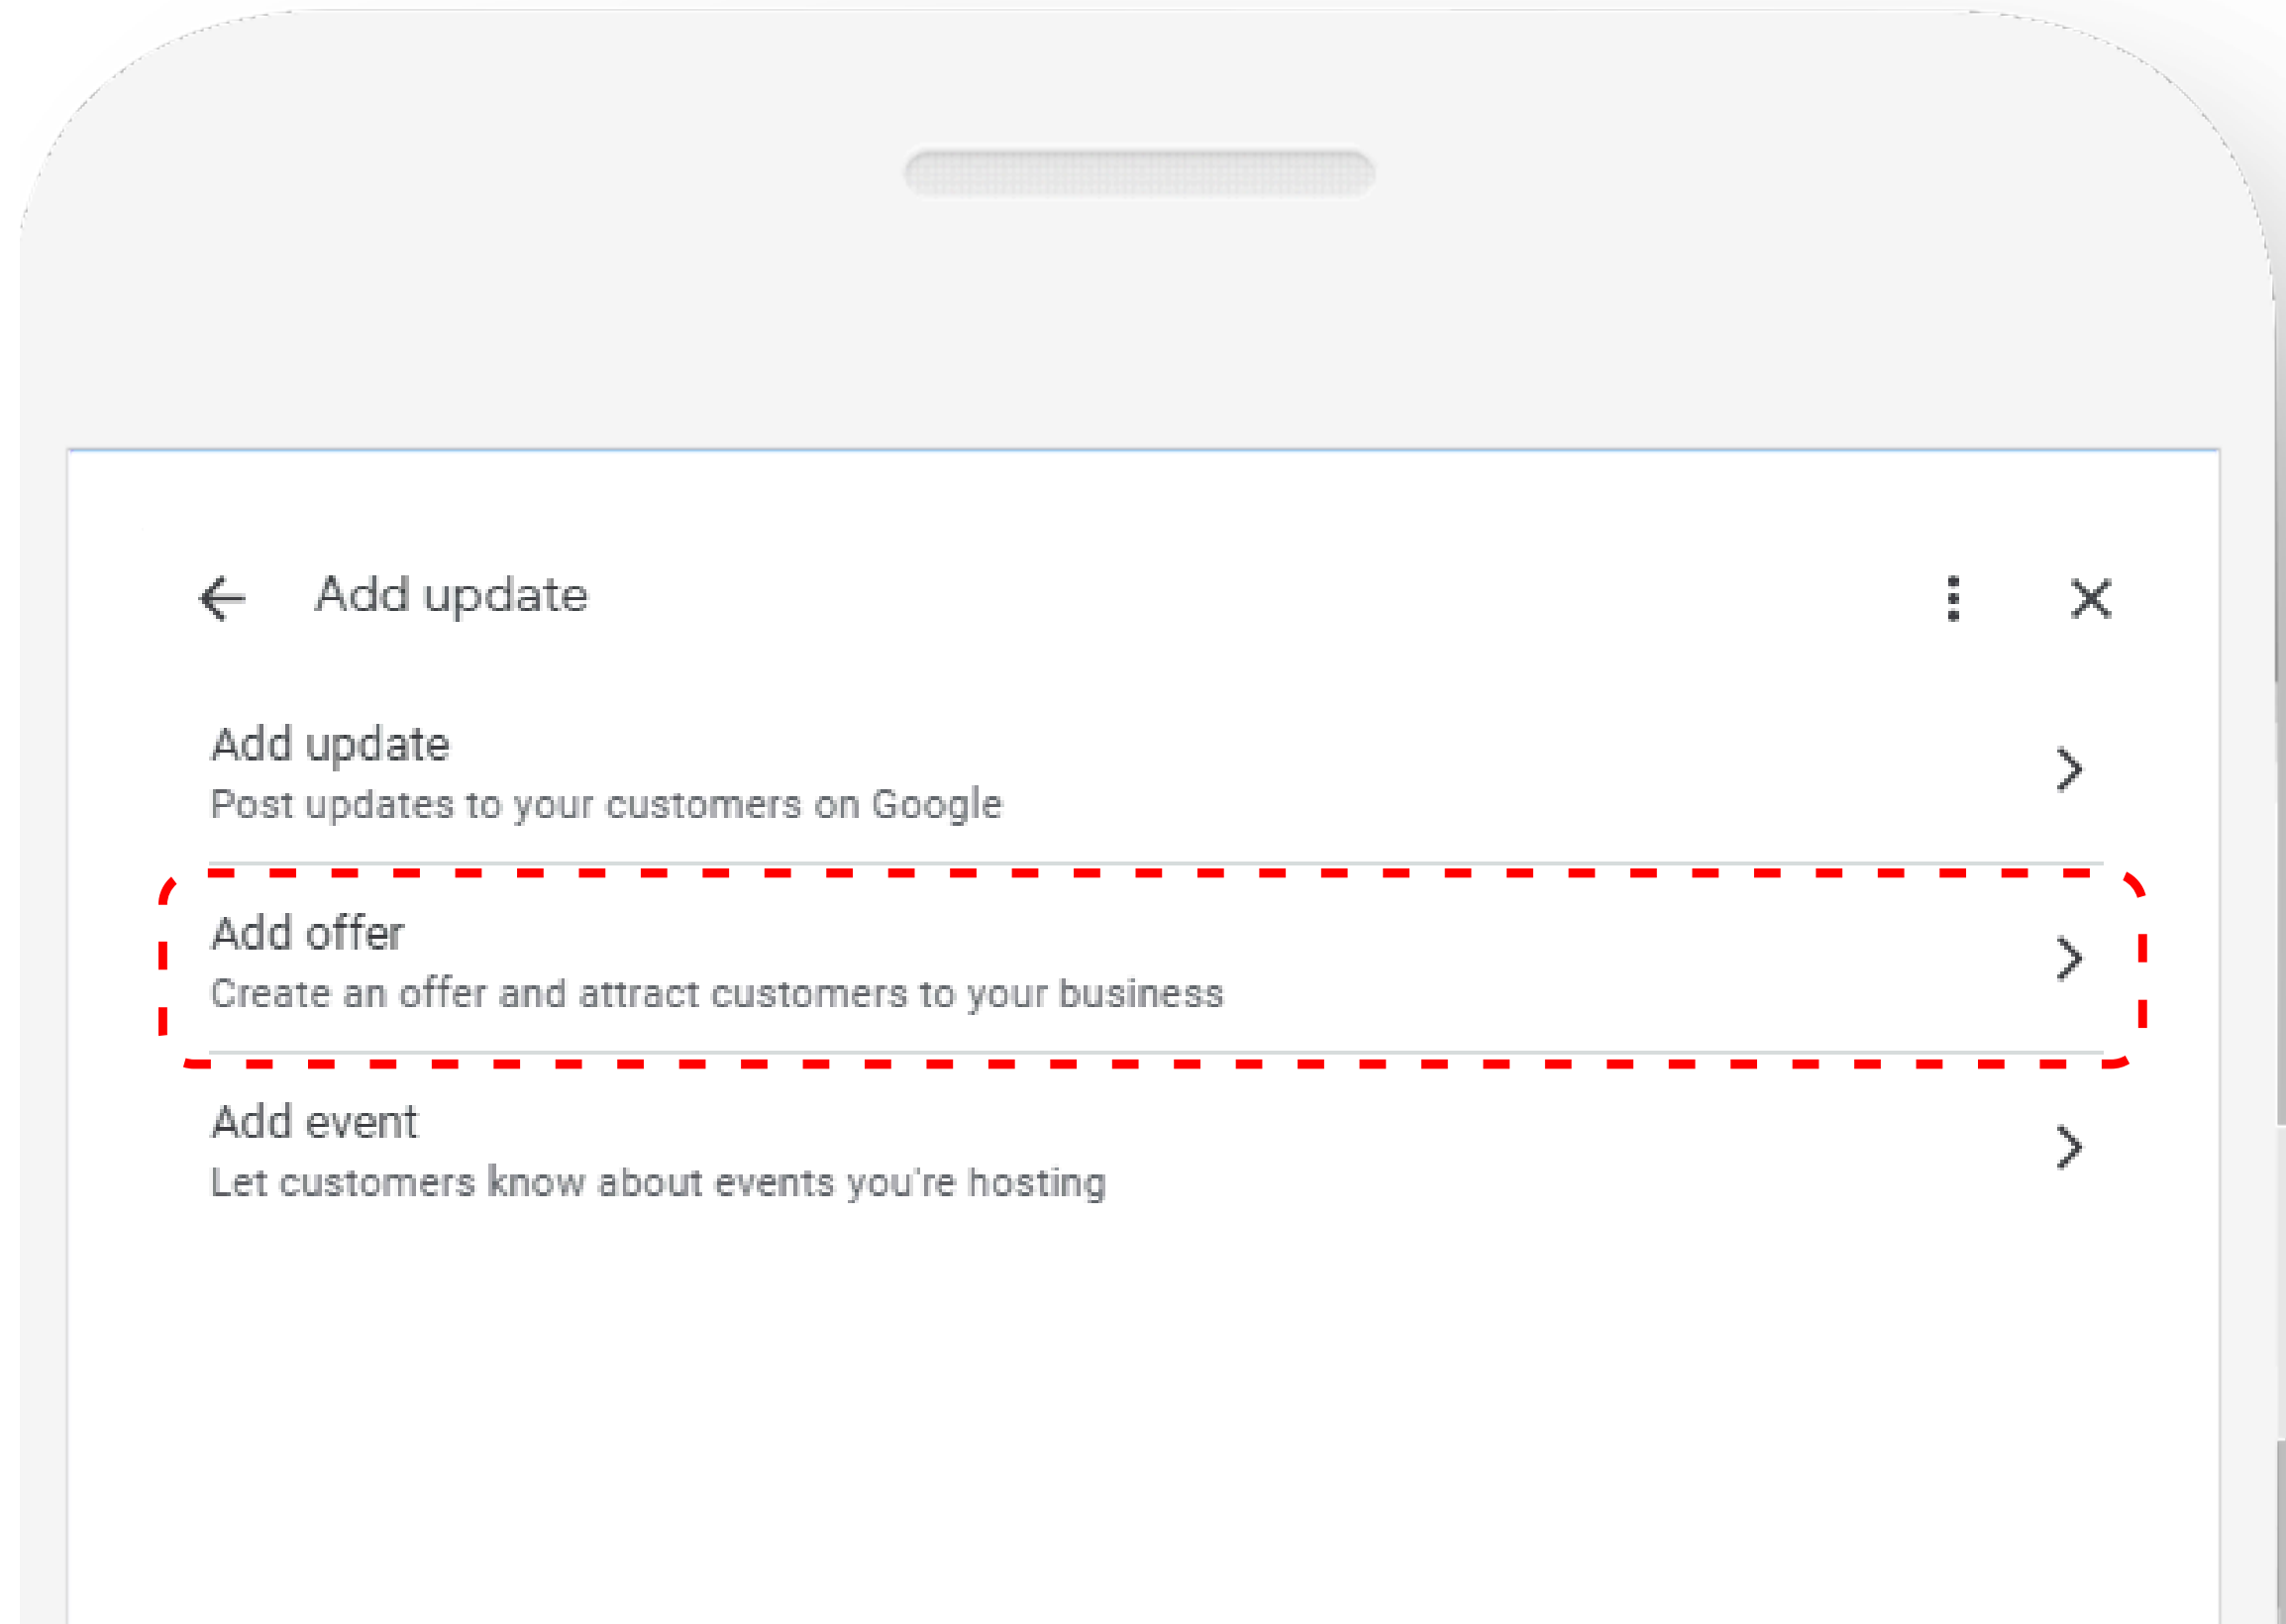 Add update
Add update
Post updates to your customers on Google
Add offer
Create an offer and attract customers to your business
Add event
Let customers know about events you're hosting